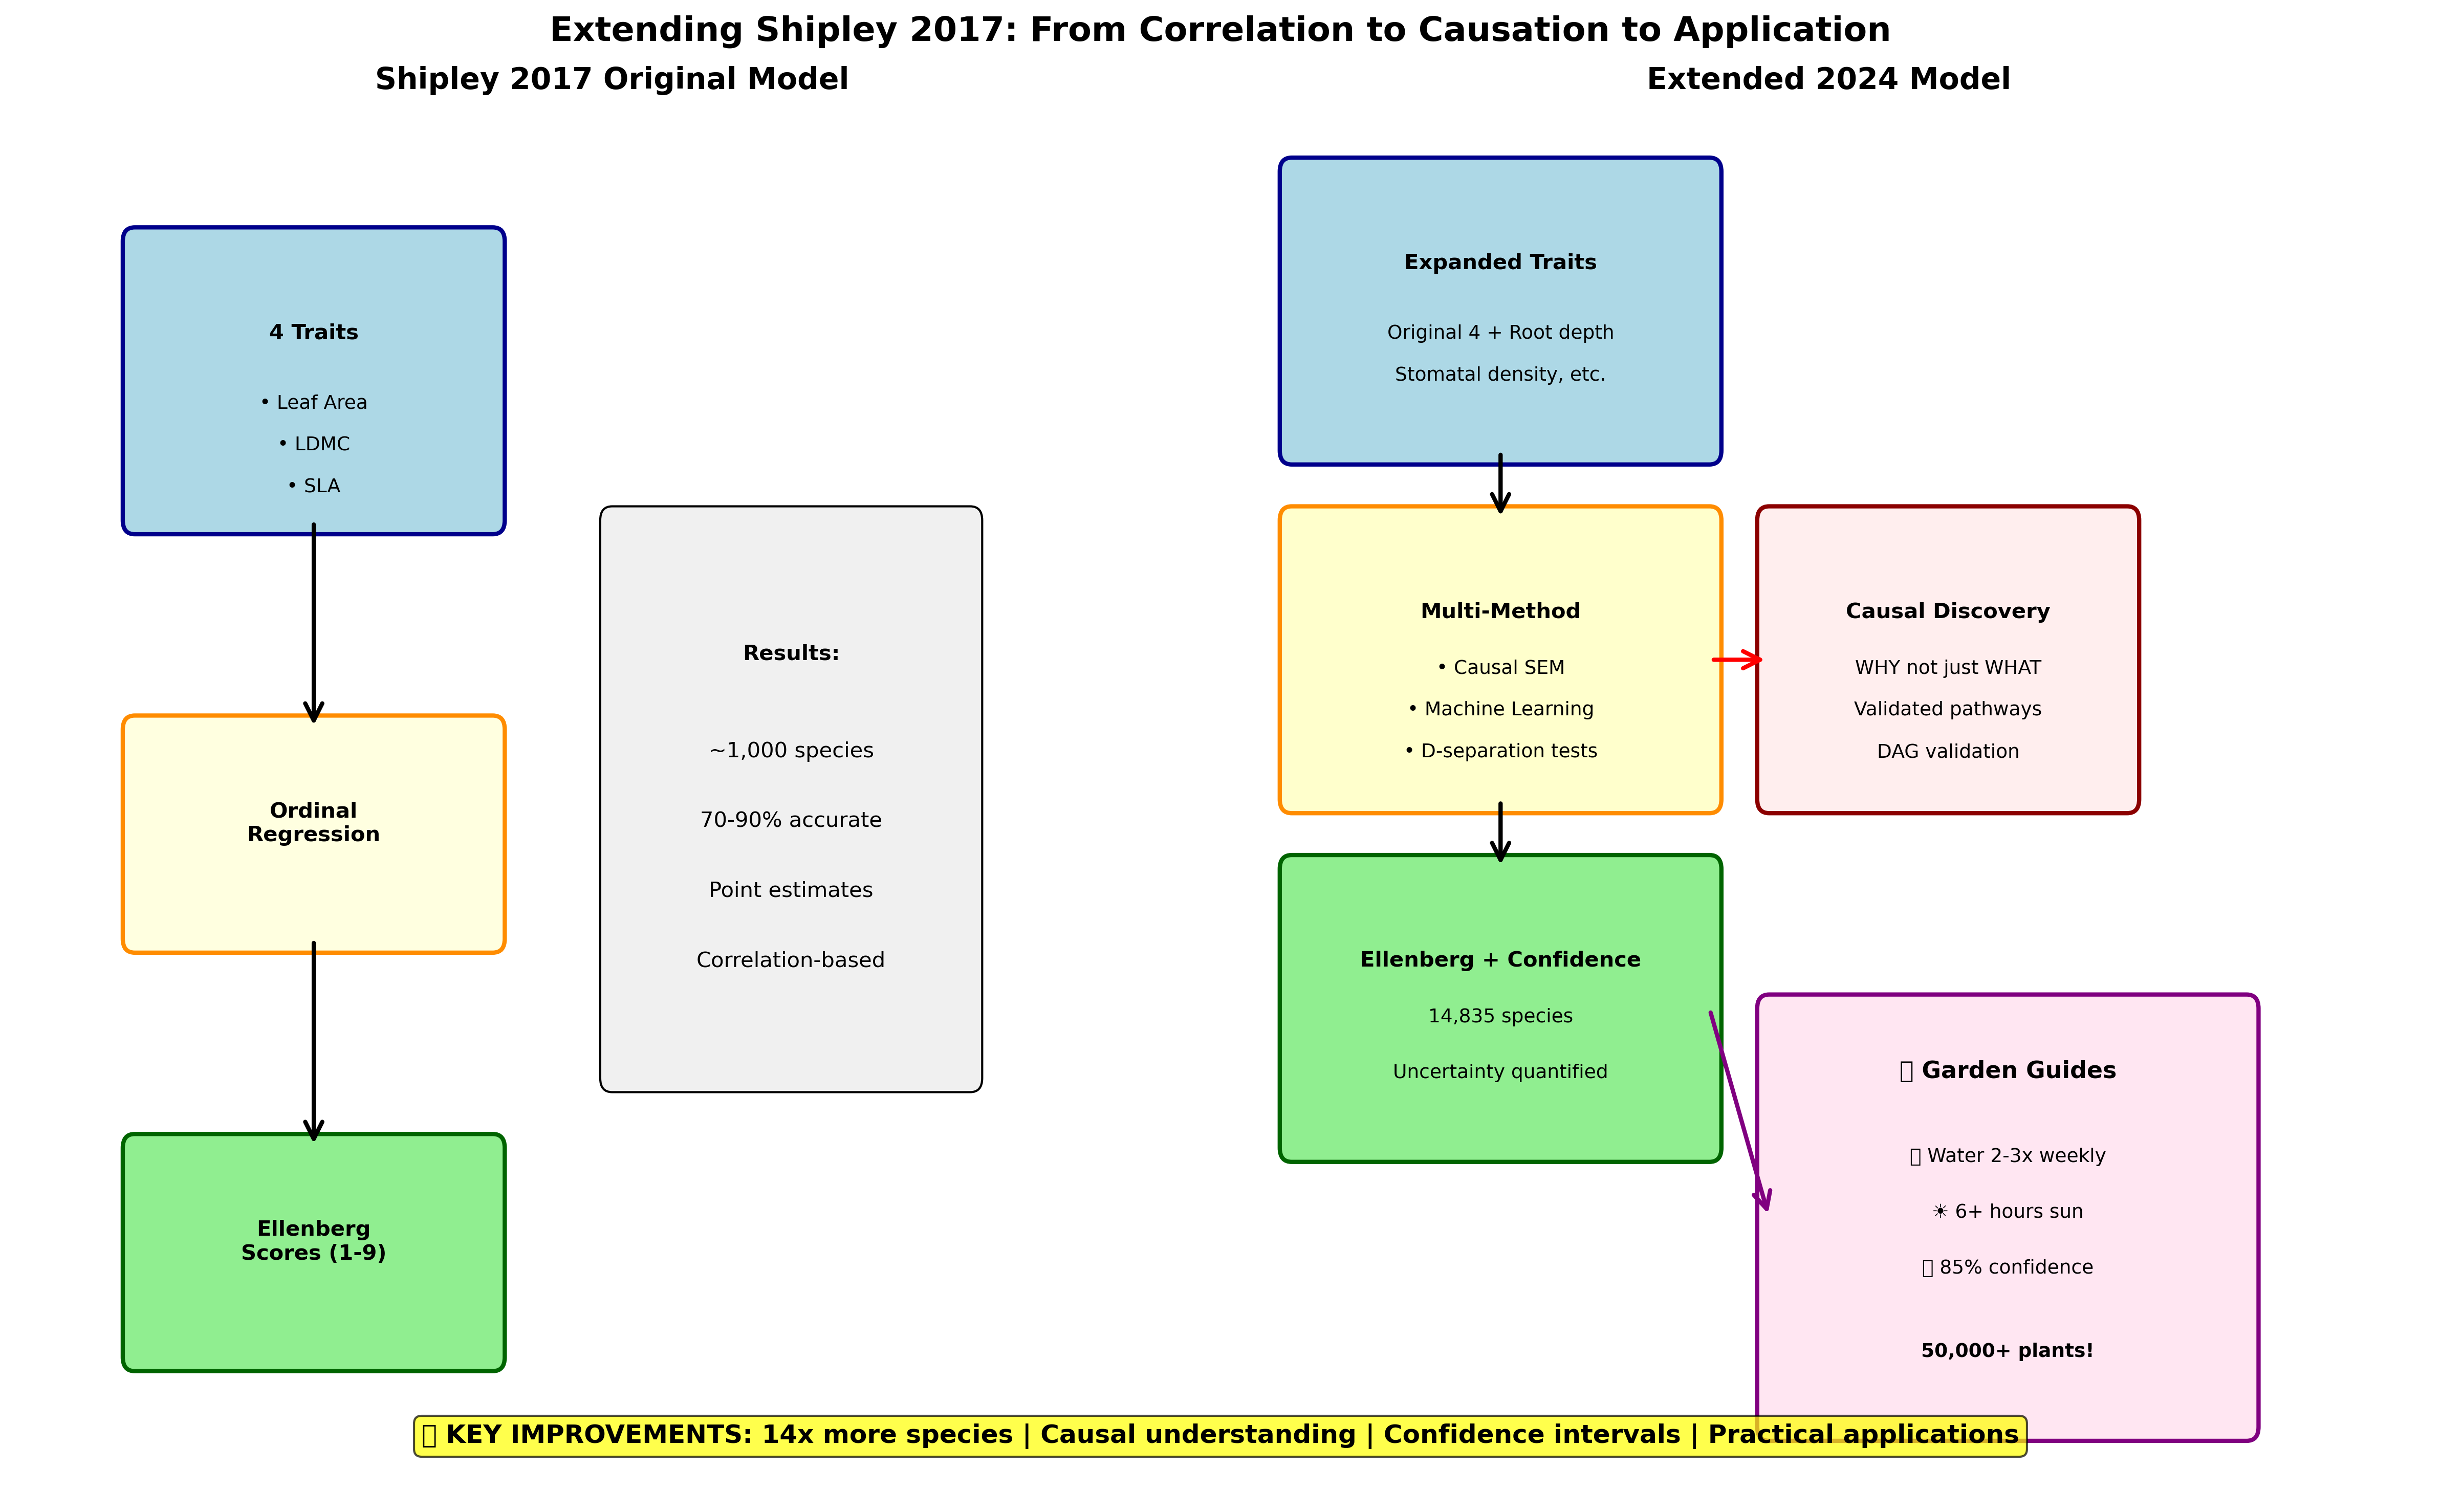 Extending Shipley 2017: From Correlation to Causation to Application
Shipley 2017 Original Model
4 Traits
• Leaf Area
• LDMC
• SLA
Ordinal
Regression
Ellenberg
Scores (1-9)
Results:
~1,000 species
70-90% accurate
Point estimates
Correlation-based
Extended 2024 Model
Expanded Traits
Original 4 + Root depth
Stomatal density, etc.
Multi-Method
• Causal SEM
• Machine Learning
• D-separation tests
Causal Discovery
WHY not just WHAT
Validated pathways
DAG validation
Ellenberg + Confidence
14,835 species
Uncertainty quantified
Garden Guides
Water 2-3x weekly
☀ 6+ hours sun
85% confidence
50,000+ plants!
KEY IMPROVEMENTS: 14x more species | Causal understanding | Confidence intervals | Practical applications